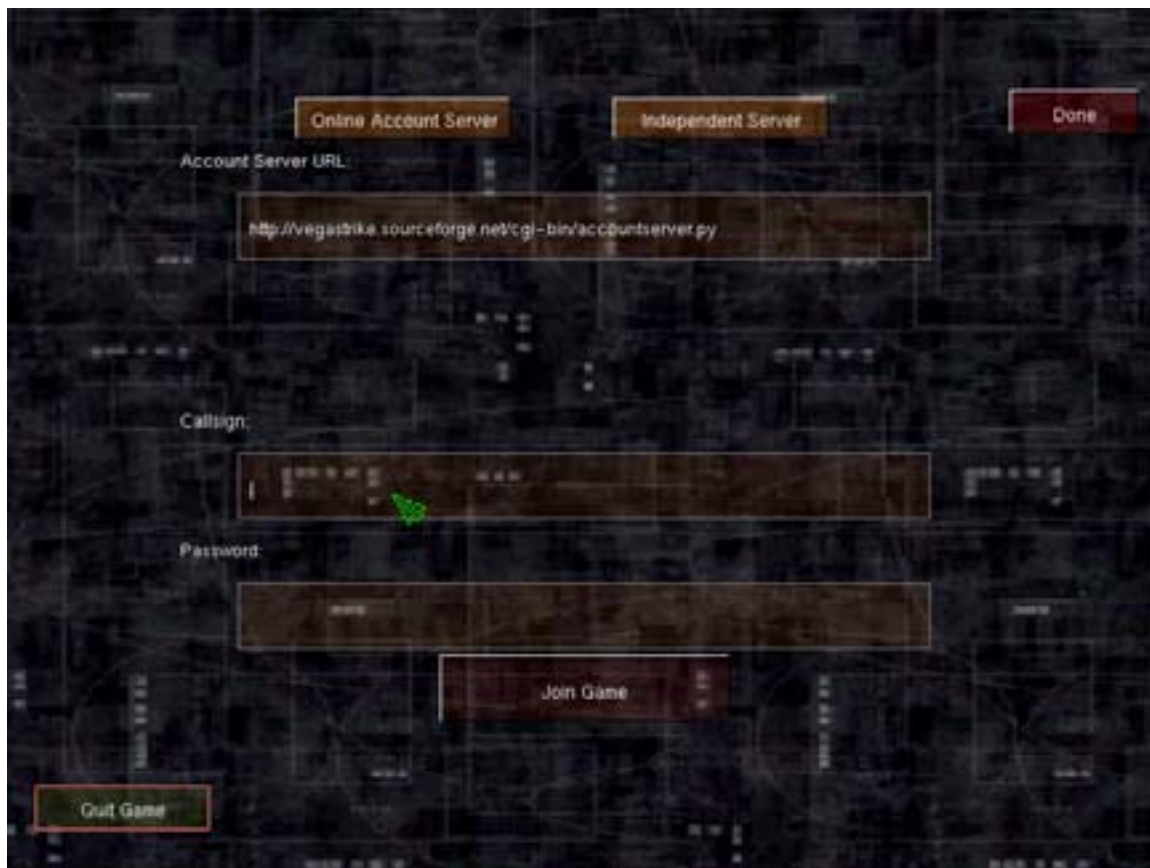 Online Account Server
Independent Server
Done
Account Server URL:
http://vegastrike.sourceforge.net/cgi-bin/accountserver.py
Callsign:
Password:
Join Game
Quit Game